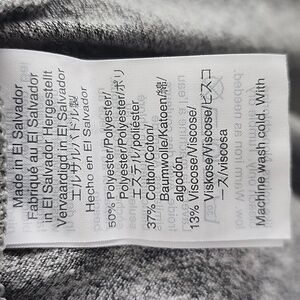 Made in El Salvador
Fabriqué au El Salvador
in El Salvador Hergestellt
Vervaardigd in El Salvador
エルサルバドル製/
Hecho en El Salvador
50% Polyester/Polyester/
Polyester/Polyester/ポリ
エステル/poliéster
37% Cotton/Coton/
Baumwolle/Katoen/綿/
algodón
13% Viscose/Viscose/
Viskose/Viscose/ビスコ
ース/viscosa
Machine wash cold. With